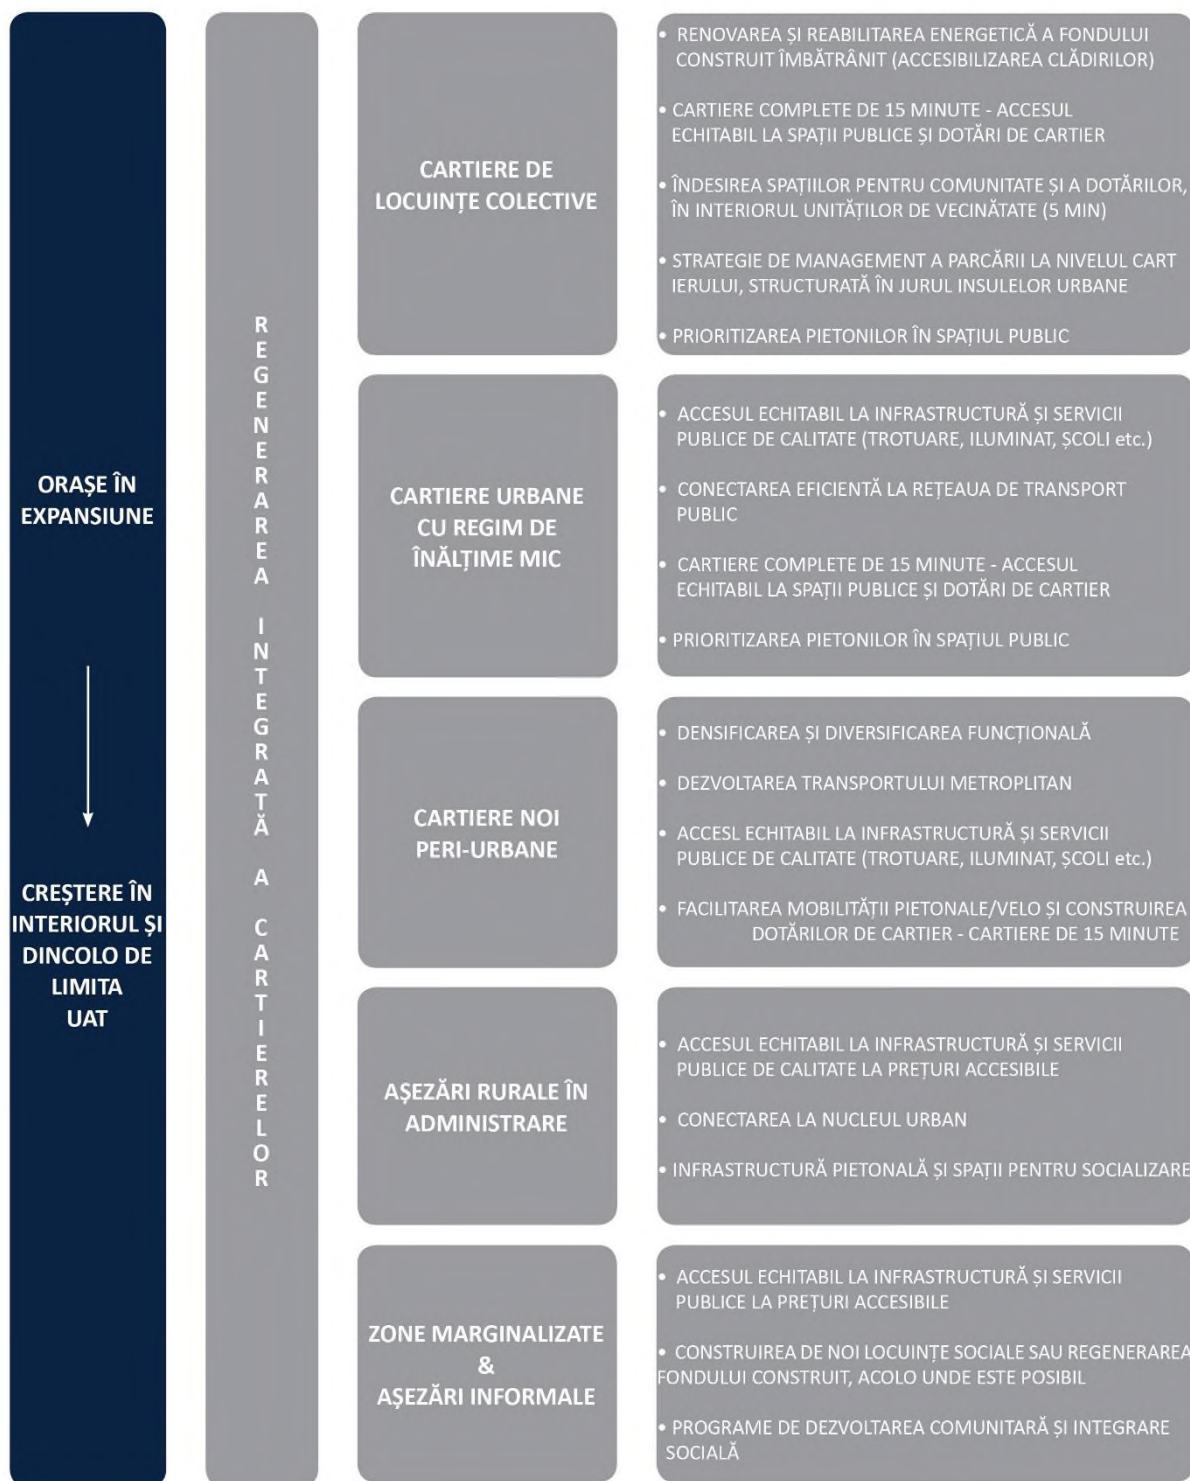 ORAȘE ÎN
EXPANSIUNE
CREȘTERE ÎN
INTERIORUL ȘI
DINCOLO DE
LIMITA
UAT
REGENERAREA INTEGRATĂ A CARTIERELOR
CARTIERE DE
LOCUINȚE COLECTIVE
• RENOVAREA ȘI REABILITAREA ENERGETICĂ A FONDULUI
CONSTRUIT ÎMBĂTRÂNIT (ACCESIBILIZAREA CLĂDIRILOR)
• CARTIERE COMPLETE DE 15 MINUTE - ACCESUL
ECHITABIL LA SPAȚII PUBLICE ȘI DOTĂRI DE CARTIER
• ÎNDESIREA SPAȚIILOR PENTRU COMUNITATE ȘI A DOTĂRILOR,
ÎN INTERIORUL UNITĂȚILOR DE VECINĂTATE (5 MIN)
• STRATEGIE DE MANAGEMENT A PARCĂRII LA NIVELUL CART
IERULUI, STRUCTURATĂ ÎN JURUL INSULELOR URBANE
• PRIORITIZAREA PIETONILOR ÎN SPAȚIUL PUBLIC
CARTIERE URBANE
CU REGIM DE
ÎNĂLȚIME MIC
• ACCESUL ECHITABIL LA INFRASTRUCTURĂ ȘI SERVICII
PUBLICE DE CALITATE (TROTUARE, ILUMINAT, ȘCOLI etc.)
• CONECTAREA EFICIENTĂ LA REȚEAUA DE TRANSPORT
PUBLIC
• CARTIERE COMPLETE DE 15 MINUTE - ACCESUL
ECHITABIL LA SPAȚII PUBLICE ȘI DOTĂRI DE CARTIER
• PRIORITIZAREA PIETONILOR ÎN SPAȚIUL PUBLIC
CARTIERE NOI
PERI-URBANE
• DENSIFICAREA ȘI DIVERSIFICAREA FUNCȚIONALĂ
• DEZVOLTAREA TRANSPORTULUI METROPLITAN
• ACCESL ECHITABIL LA INFRASTRUCTURĂ ȘI SERVICII
PUBLICE DE CALITATE (TROTUARE, ILUMINAT, ȘCOLI etc.)
• FACILITAREA MOBILITĂȚII PIETONALE/VELO ȘI CONSTRUIREA
DOTĂRILOR DE CARTIER - CARTIERE DE 15 MINUTE
AȘEZĂRI RURALE ÎN
ADMINISTRARE
• ACCESUL ECHITABIL LA INFRASTRUCTURĂ ȘI SERVICII
PUBLICE DE CALITATE LA PREȚURI ACCESIBILE
• CONECTAREA LA NUCLEUL URBAN
• INFRASTRUCTURĂ PIETONALĂ ȘI SPAȚII PENTRU SOCIALIZARE
ZONE MARGINALIZATE
&
AȘEZĂRI INFORMALE
• ACCESUL ECHITABIL LA INFRASTRUCTURĂ ȘI SERVICII
PUBLICE LA PREȚURI ACCESIBILE
• CONSTRUIREA DE NOI LOCUINȚE SOCIALE SAU REGENERAREA
FONDULUI CONSTRUIT, ACOLO UNDE ESTE POSIBIL
• PROGRAME DE DEZVOLTAREA COMUNITARĂ ȘI INTEGRARE
SOCIALĂ